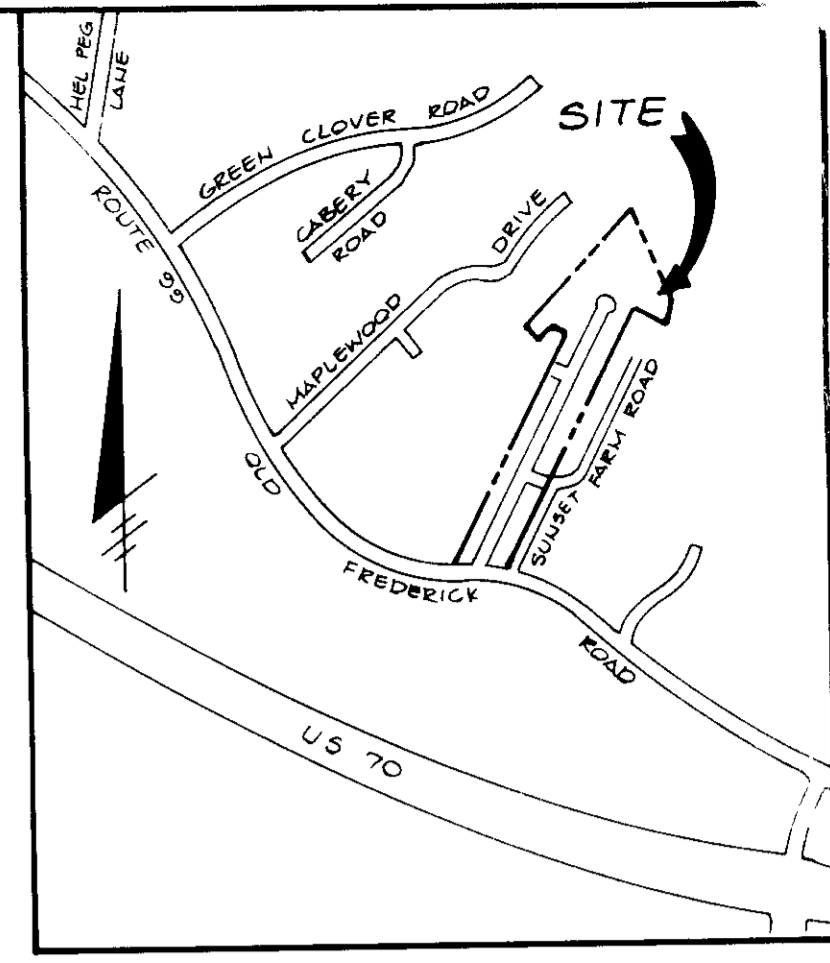 HEL PEG
LANE
GREEN CLOVER ROAD
SITE
CABERY
ROAD
ROUTE 99
MAPLEWOOD DRIVE
OLD FREDERICK ROAD
SUNSET FARM ROAD
US 70